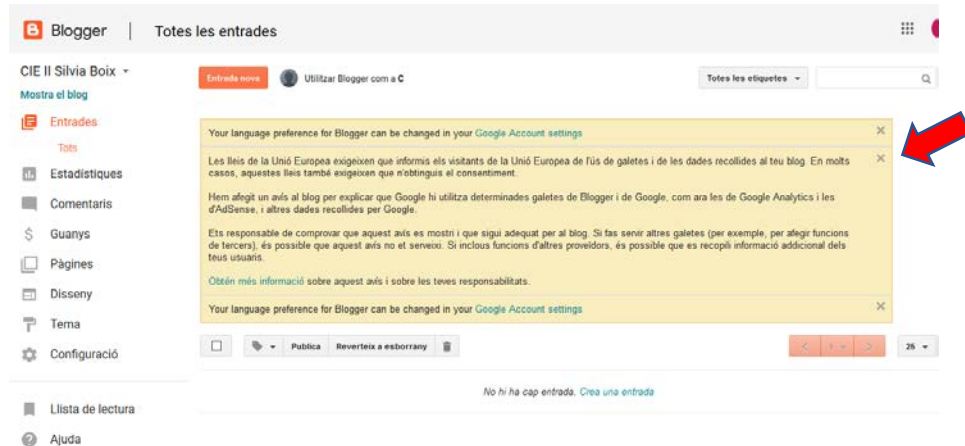 Blogger | Totes les entrades
CIE II Silvia Boix
Mostra el blog
Entrada nova
Utilitzar Blogger com a C
Totes les etiquetes
Entrades
Tots
Estadístiques
Comentaris
Guanys
Pàgines
Disseny
Tema
Configuració
Llista de lectura
Ajuda
Your language preference for Blogger can be changed in your Google Account settings
Les lleis de la Unió Europea exigeixen que informis els visitants de la Unió Europea de l'ús de galetes i de les dades recollides al teu blog. En molts
casos, aquestes lleis també exigeixen que n'obtinguis el consentiment.
Hem afegit un avís al blog per explicar que Google hi utilitza determinades galetes de Blogger i de Google, com ara les de Google Analytics i les
d'AdSense, i altres dades recollides per Google.
Ets responsable de comprovar que aquest avís es mostri i que sigui adequat per al blog. Si fas servir altres galetes (per exemple, per afegir funcions
de tercers), és possible que aquest avís no et serveixi. Si inclous funcions d'altres proveïdors, és possible que es recopili informació addicional dels
teus usuaris.
Obtén més informació sobre aquest avís i sobre les teves responsabilitats.
Your language preference for Blogger can be changed in your Google Account settings
Publica
Reverteix a esborrany
1
25
No hi ha cap entrada. Crea una entrada